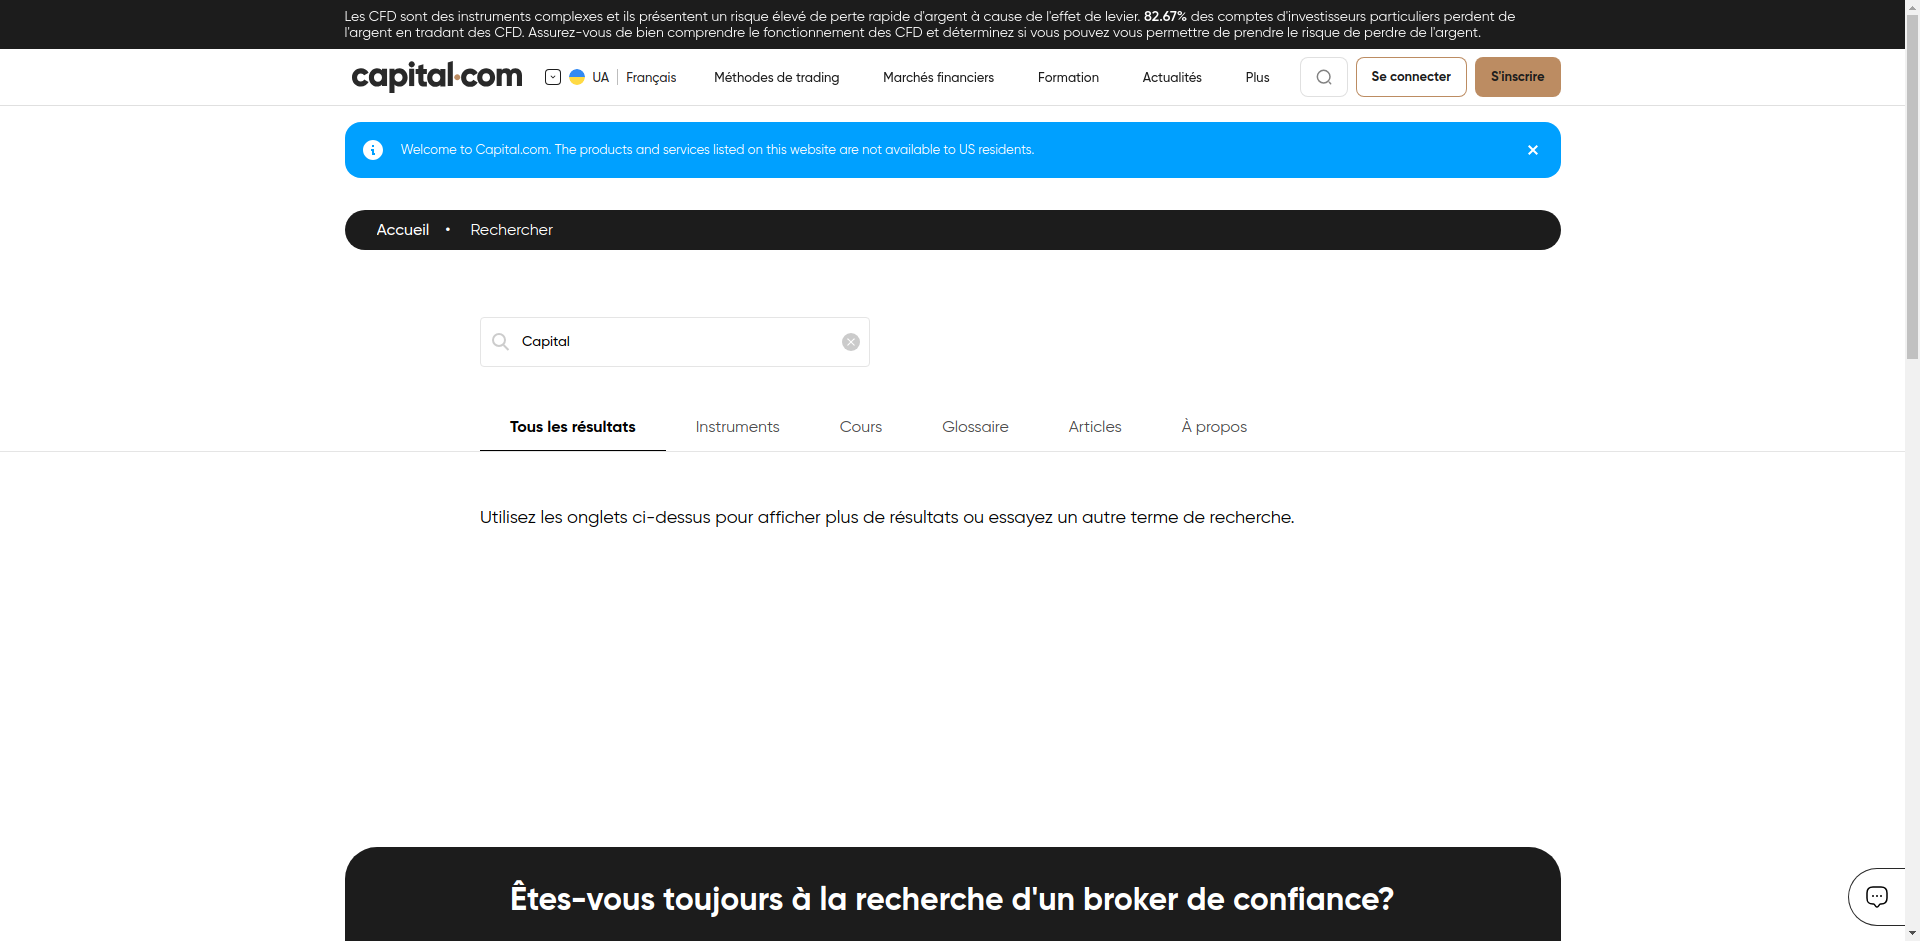 Les CFD sont des instruments complexes et ils présentent un risque élevé de perte rapide d'argent à cause de l'effet de levier. 82.67% des comptes d'investisseurs particuliers perdent de
l'argent en tradant des CFD. Assurez-vous de bien comprendre le fonctionnement des CFD et déterminez si vous pouvez vous permettre de prendre le risque de perdre de l'argent.
capital.com UA Français Méthodes de trading Marchés financiers Formation Actualités Plus Se connecter S'inscrire
Welcome to Capital.com. The products and services listed on this website are not available to US residents.
Accueil • Rechercher
Capital
Tous les résultats Instruments Cours Glossaire Articles À propos
Utilisez les onglets ci-dessus pour afficher plus de résultats ou essayez un autre terme de recherche.
Êtes-vous toujours à la recherche d'un broker de confiance?